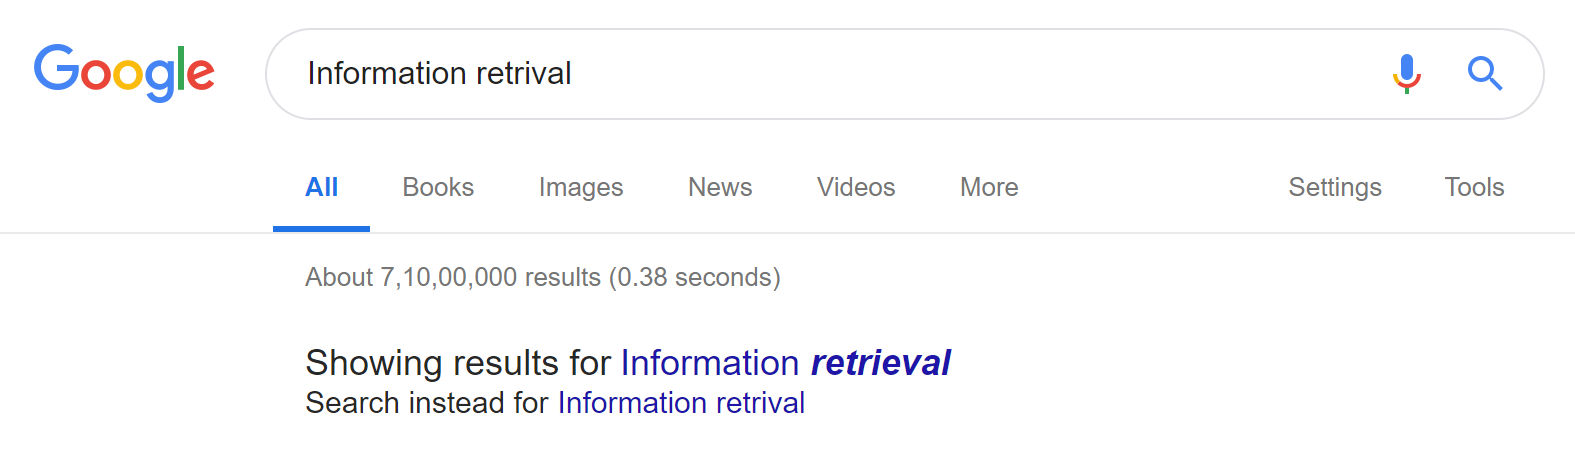 Google Information retrival
All Books Images News Videos More Settings Tools
About 7,10,00,000 results (0.38 seconds)
Showing results for Information retrieval
Search instead for Information retrival